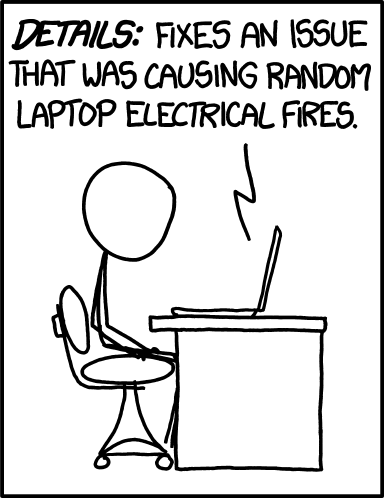 DETAILS: FIXES AN ISSUE
THAT WAS CAUSING RANDOM
LAPTOP ELECTRICAL FIRES.